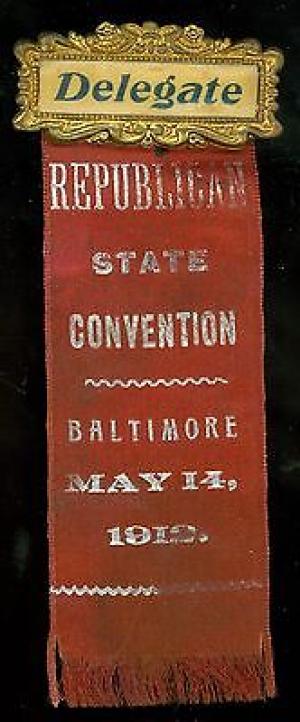 Delegate
REPUBLICAN
STATE
CONVENTION
BALTIMORE
MAY 14,
1912.